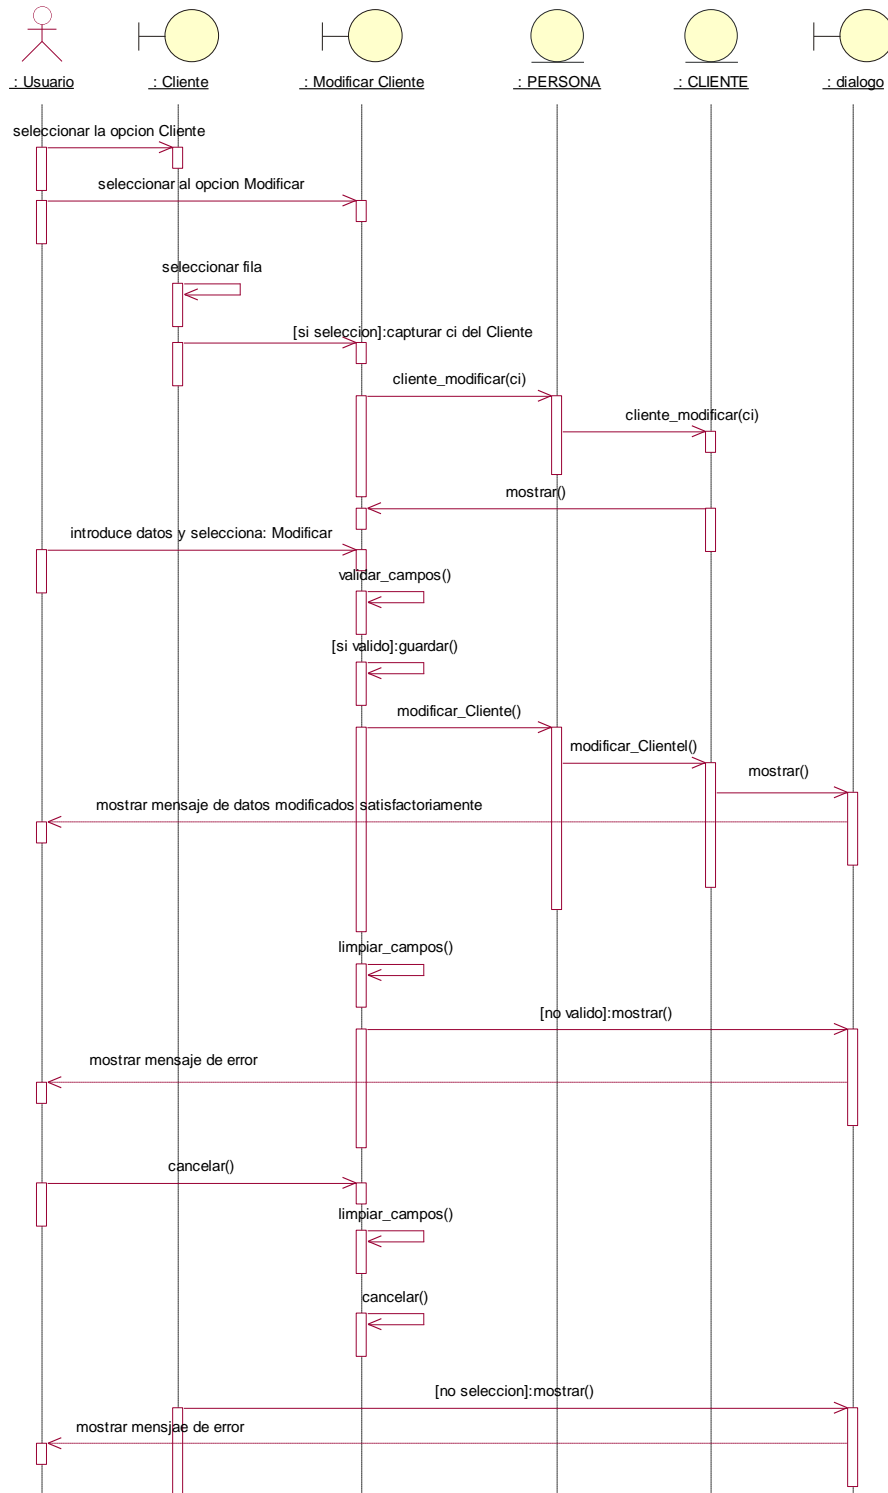 : Usuario
: Cliente
: Modificar Cliente
: PERSONA
: CLIENTE
: dialogo
seleccionar la opcion Cliente
seleccionar al opcion Modificar
seleccionar fila
[si seleccion]:capturar ci del Cliente
cliente_modificar(ci)
cliente_modificar(ci)
mostrar()
introduce datos y selecciona: Modificar
validar_campos()
[si valido]:guardar()
modificar_Cliente()
modificar_Clientel()
mostrar()
mostrar mensaje de datos modificados satisfactoriamente
limpiar_campos()
[no valido]:mostrar()
mostrar mensaje de error
cancelar()
limpiar_campos()
cancelar()
[no seleccion]:mostrar()
mostrar mensjae de error